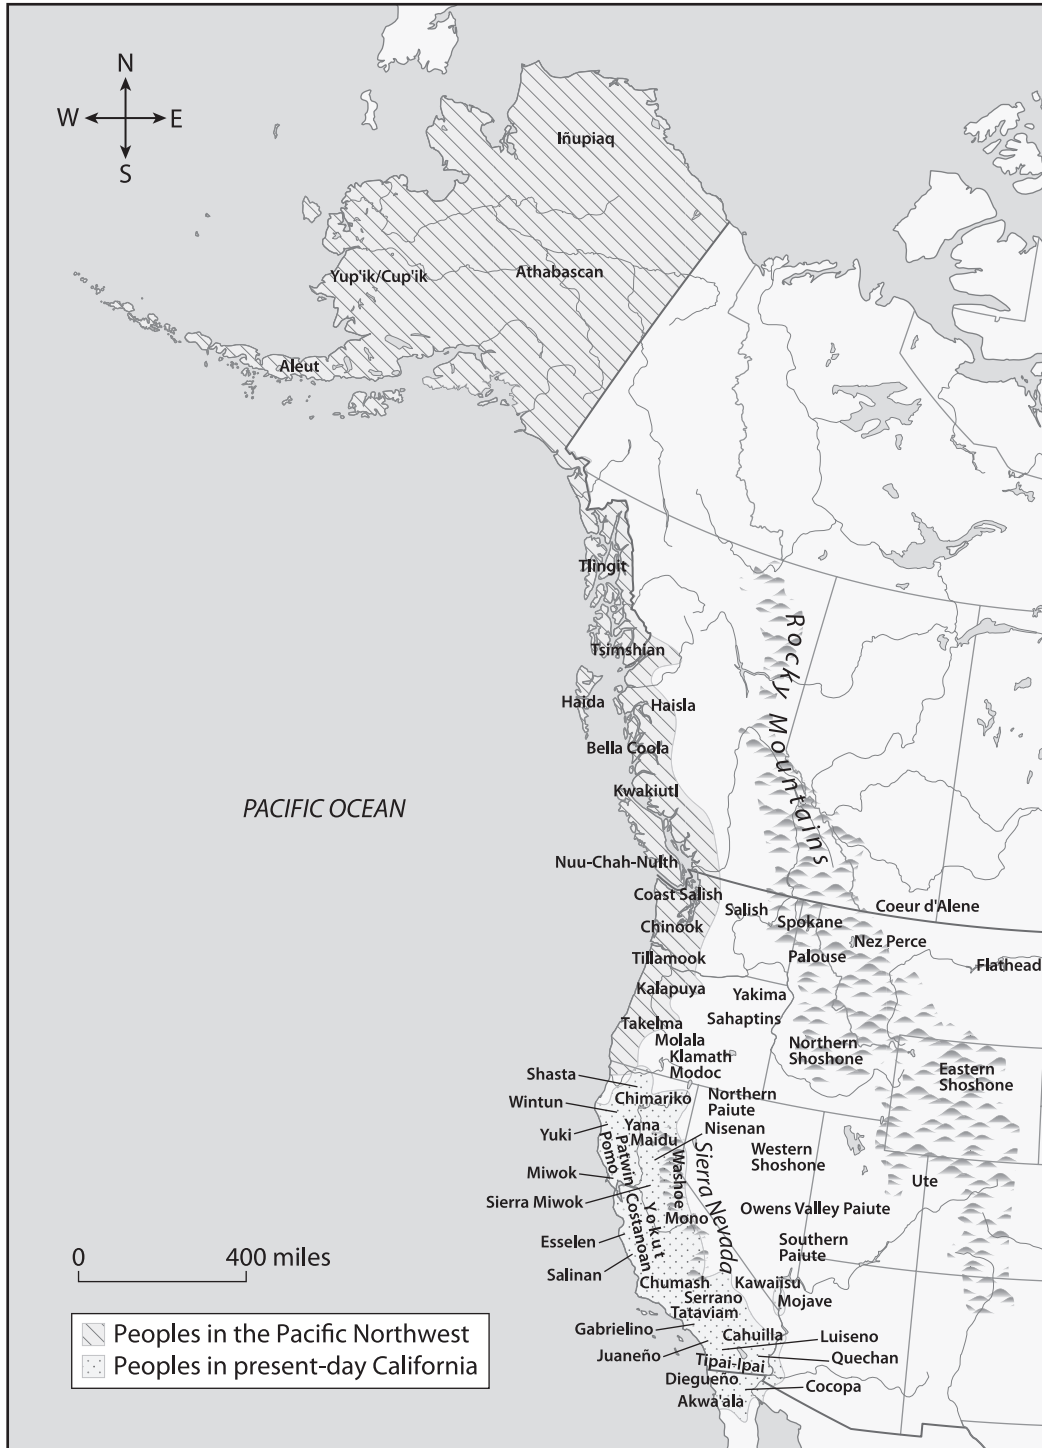 N
W E
S
Iñupiaq
Athabascan
Yup'ik/Cup'ik
Aleut
Tlingit
Tsimshian
Haida
Haisla
Bella Coola
Kwakiutl
Nuu-Chah-Nulth
Coast Salish
Chinook
Tillamook
Kalapuya
Takelma
Molala
Klamath
Modoc
Rocky Mountains
PACIFIC OCEAN
Salish
Spokane
Coeur d'Alene
Nez Perce
Palouse
Flathead
Yakima
Sahaptins
Northern
Shoshone
Eastern
Shoshone
Shasta
Chimariko
Wintun
Northern
Paiute
Yuki
Yana
Maidu
Nisenan
Pomo
Patwin
Washoe
Sierra Nevada
Western
Shoshone
Miwok
Sierra Miwok
Costanoan
Yokut
Mono
Ute
Owens Valley Paiute
Southern
Paiute
Esselen
Salinan
Chumash
Kawaiisu
Serrano
Mojave
Tataviam
Gabrielino
Cahuilla
Luiseno
Juaneño
Tipai-Ipai
Quechan
Diegueño
Cocopa
Akwa'ala
0 400 miles
Peoples in the Pacific Northwest
Peoples in present-day California